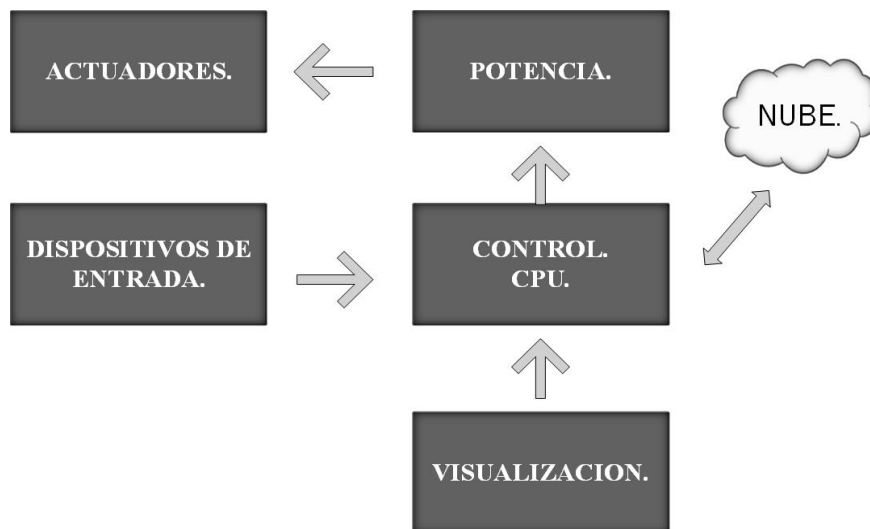 ACTUADORES.
POTENCIA.
NUBE.
DISPOSITIVOS DE
ENTRADA.
CONTROL.
CPU.
VISUALIZACION.